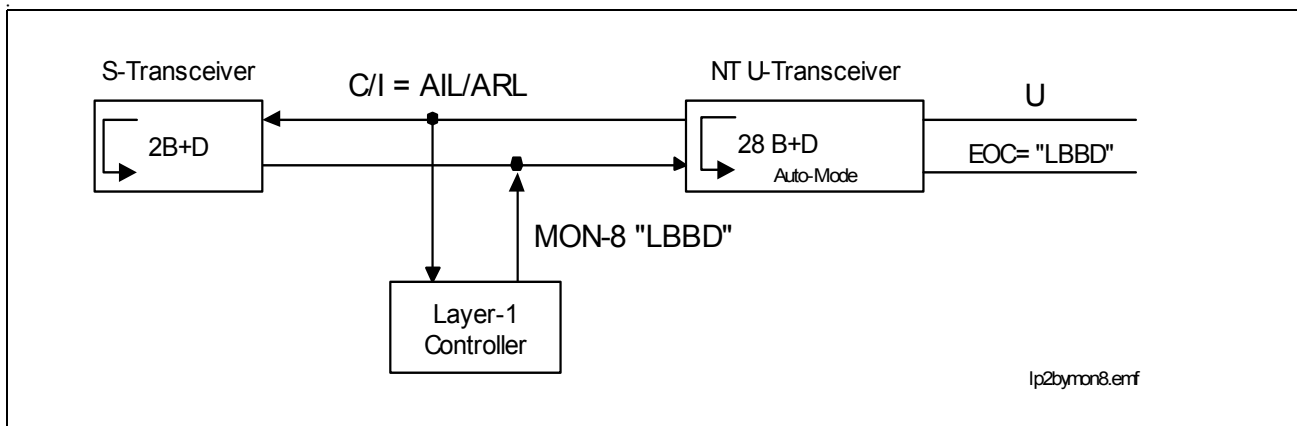 S-Transceiver
C/I = AIL/ARL
NT U-Transceiver
U
2B+D
28 B+D
Auto-Mode
EOC= "LBBD"
MON-8 "LBBD"
Layer-1
Controller
lp2bymon8.emf